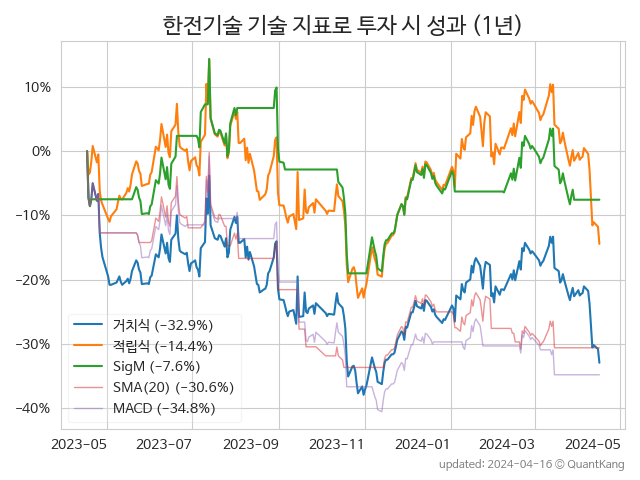 한전기술 기술 지표로 투자 시 성과 (1년)
10%
0%
−10%
−20%
−30%
−40%
거치식 (−32.9%)
적립식 (−14.4%)
SigM (−7.6%)
SMA(20) (−30.6%)
MACD (−34.8%)
2023−05
2023−07
2023−09
2023−11
2024−01
2024−03
2024−05
updated: 2024−04−16 ⓒ QuantKang